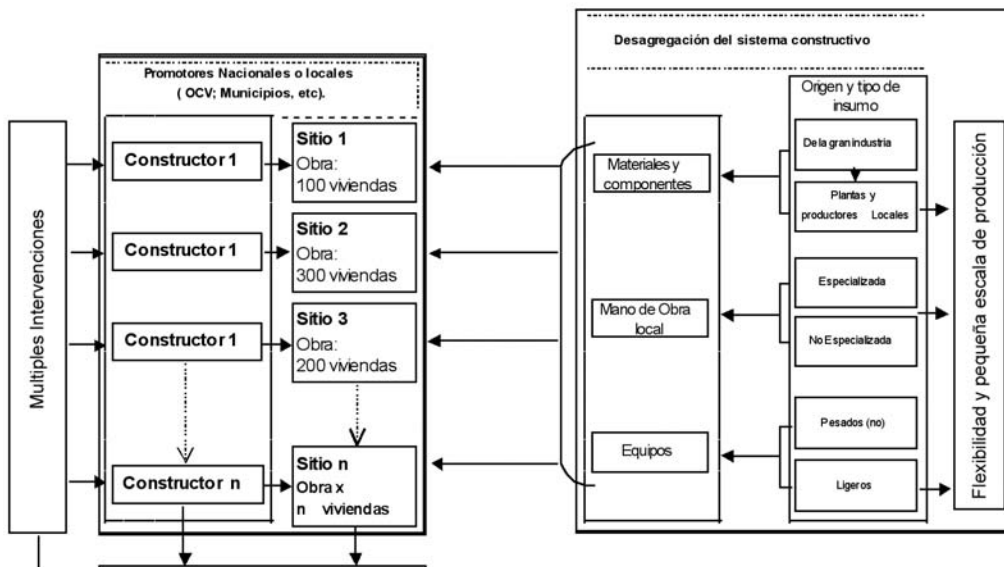 Multiples Intervenciones
Promotores Nacionales o locales
( OCV; Municipios, etc).
Constructor 1
Sitio 1
Obra:
100 viviendas
Constructor 1
Sitio 2
Obra:
300 viviendas
Constructor 1
Sitio 3
Obra:
200 viviendas
Constructor n
Sitio n
Obra x
n viviendas
Desagregación del sistema constructivo
Materiales y
componentes
Mano de Obra
local
Equipos
Origen y tipo de
insumo
De la gran industria
Plantas y
productores Locales
Especializada
No Especializada
Pesados (no)
Ligeros
Flexibilidad y pequeña escala de producción